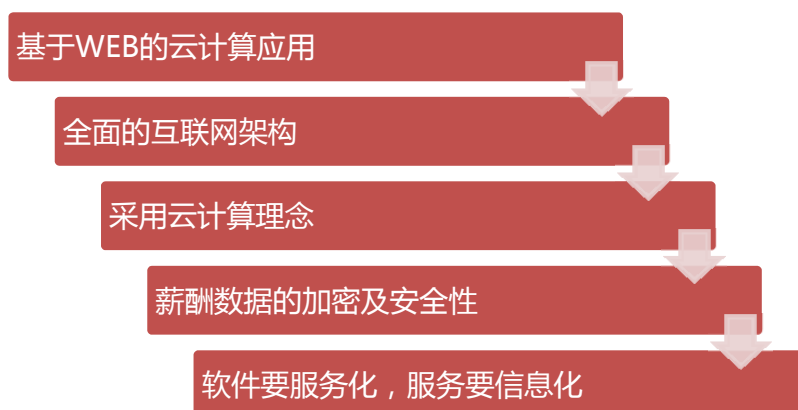 基于WEB的云计算应用
全面的互联网架构
采用云计算理念
薪酬数据的加密及安全性
软件要服务化，服务要信息化